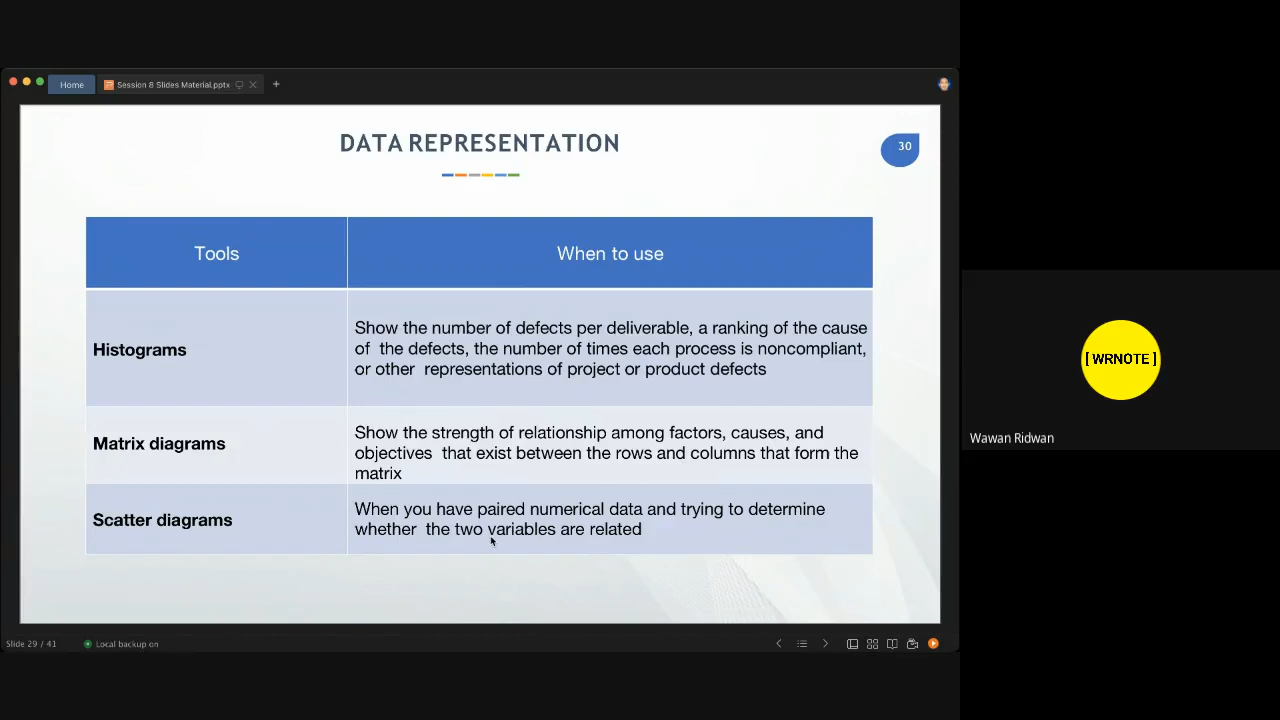 Home
Session 8 Slides Material.pptx
DATA REPRESENTATION
30
Tools
When to use
Histograms
Show the number of defects per deliverable, a ranking of the cause
of the defects, the number of times each process is noncompliant,
or other representations of project or product defects
Matrix diagrams
Show the strength of relationship among factors, causes, and
objectives that exist between the rows and columns that form the
matrix
Scatter diagrams
When you have paired numerical data and trying to determine
whether the two variables are related
[WRNOTE]
Wawan Ridwan
Slide 29 / 41
Local backup on